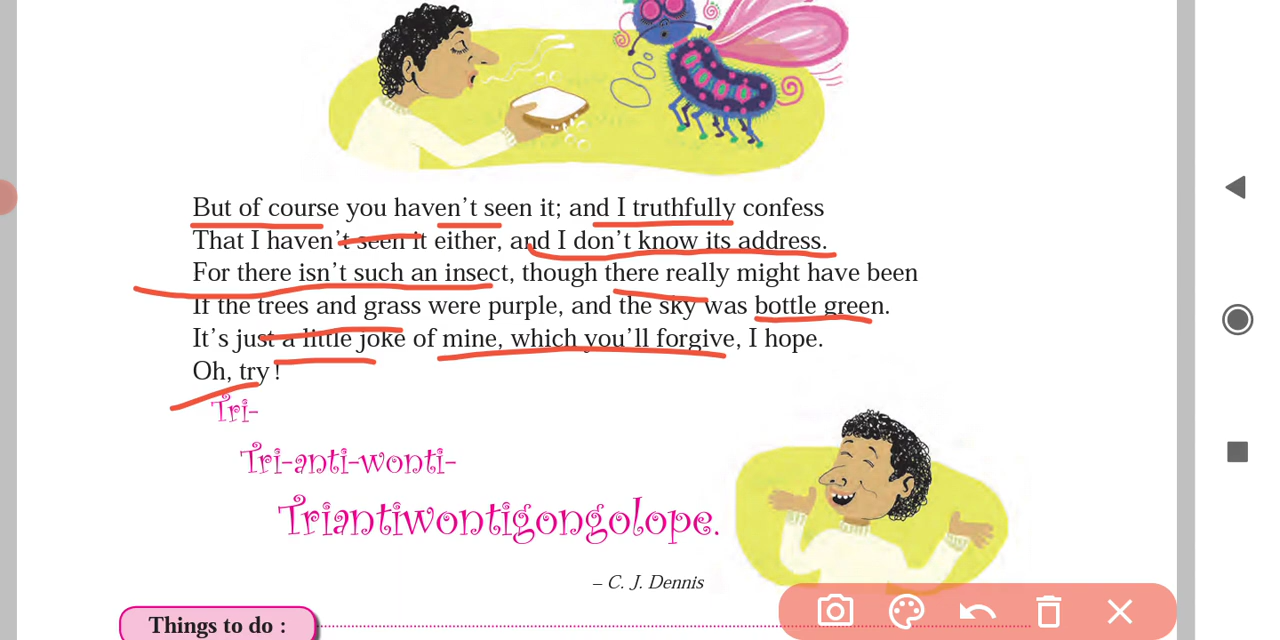 But of course you haven't seen it; and I truthfully confess
That I haven't seen it either, and I don't know its address.
For there isn't such an insect, though there really might have been
If the trees and grass were purple, and the sky was bottle green.
It's just a little joke of mine, which you'll forgive, I hope.
Oh, try!
Tri-
Tri-anti-wonti-
Triantiwontigongolope.
– C. J. Dennis
Things to do :